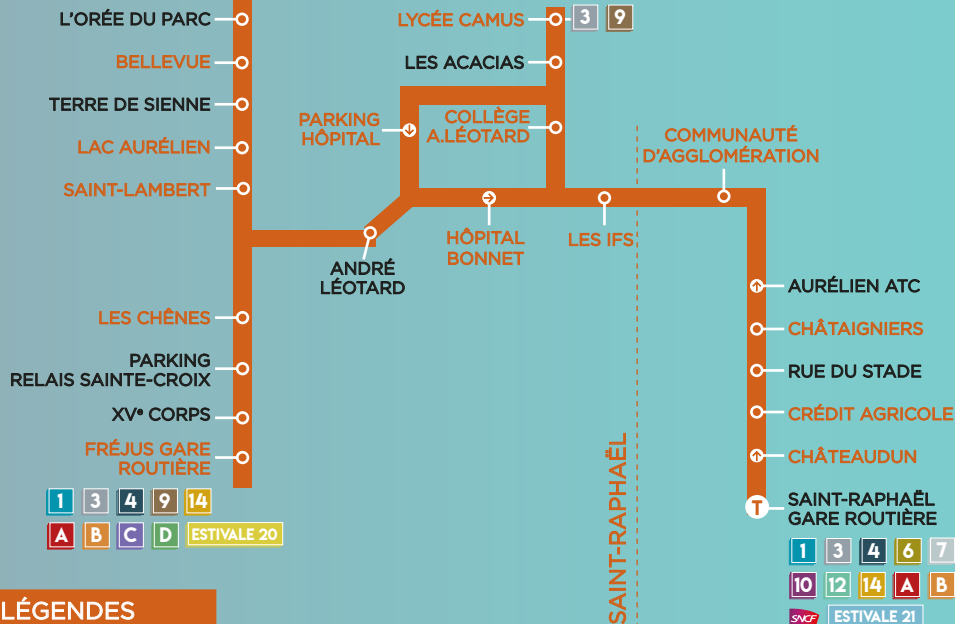 L'ORÉE DU PARC
BELLEVUE
TERRE DE SIENNE
LAC AURÉLIEN
SAINT-LAMBERT
LES CHÊNES
PARKING
RELAIS SAINTE-CROIX
XVe CORPS
FRÉJUS GARE
ROUTIÈRE
1 3 4 9 14
A B C D ESTIVALE 20
LÉGENDES
LYCÉE CAMUS 3 9
LES ACACIAS
PARKING
HÔPITAL
COLLÈGE
A.LÉOTARD
ANDRÉ
LÉOTARD
HÔPITAL
BONNET
LES IFS
SAINT-RAPHAËL
COMMUNAUTÉ
D'AGGLOMÉRATION
AURÉLIEN ATC
CHÂTAIGNIERS
RUE DU STADE
CRÉDIT AGRICOLE
CHÂTEAUDUN
T
SAINT-RAPHAËL
GARE ROUTIÈRE
1 3 4 6 7
10 12 14 A B
SNCF ESTIVALE 21